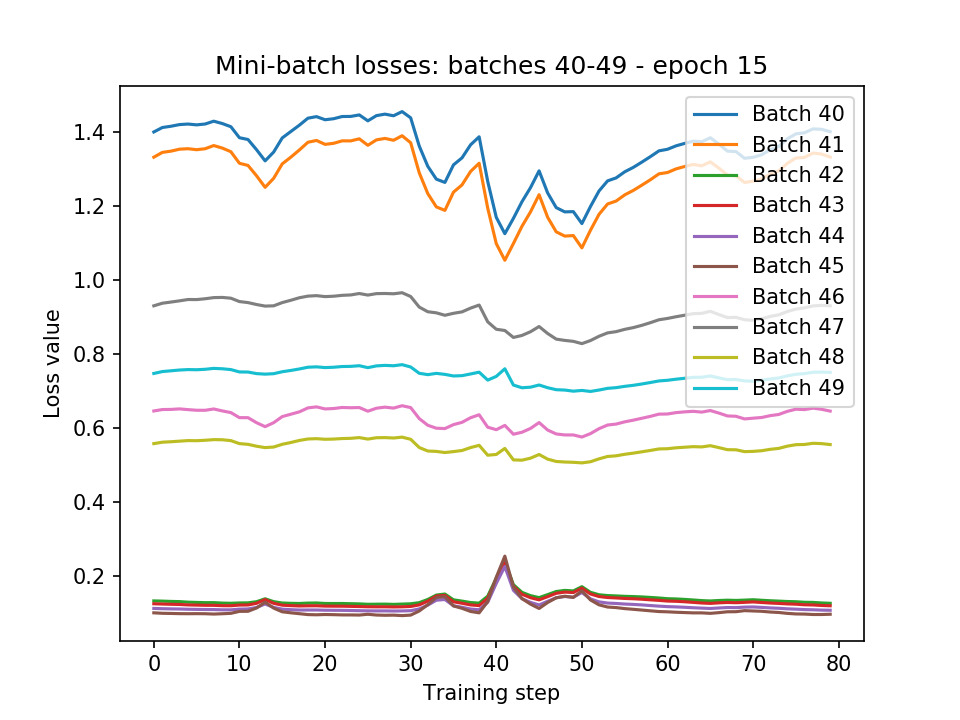 Mini-batch losses: batches 40-49 - epoch 15
Loss value
1.4
1.2
1.0
0.8
0.6
0.4
0.2
Batch 40
Batch 41
Batch 42
Batch 43
Batch 44
Batch 45
Batch 46
Batch 47
Batch 48
Batch 49
0 10 20 30 40 50 60 70 80
Training step